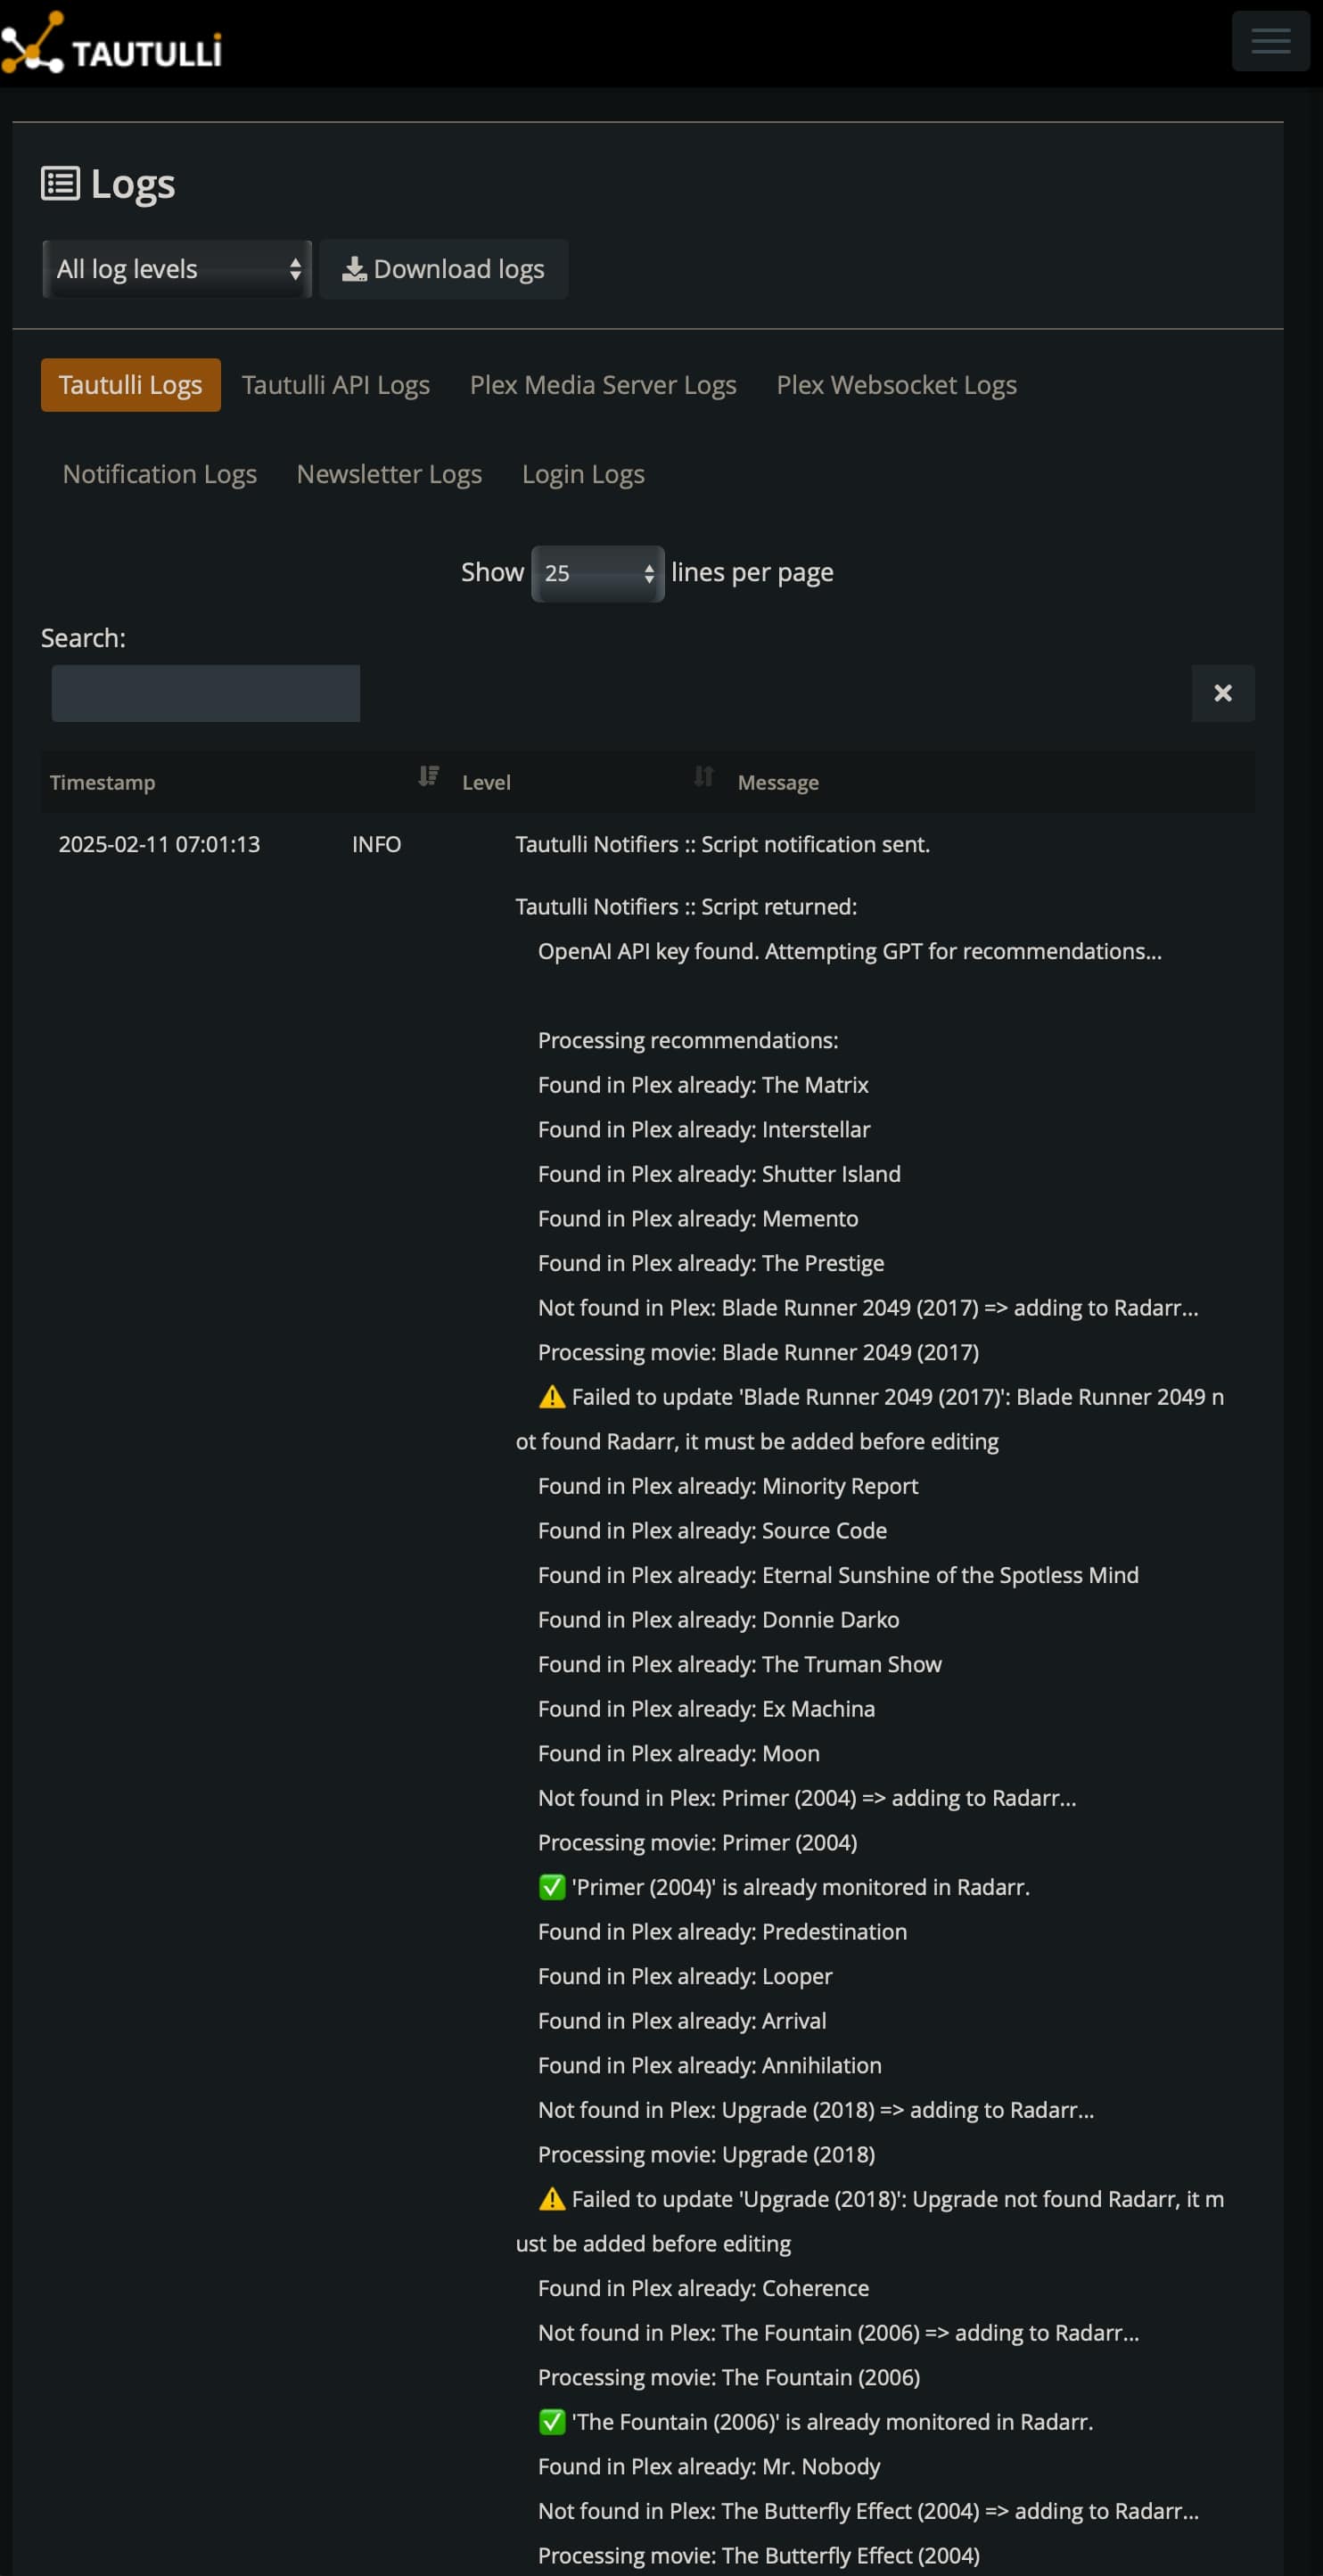 TAUTULLi
Logs
All log levels
Download logs
Tautulli Logs
Tautulli API Logs
Plex Media Server Logs
Plex Websocket Logs
Notification Logs
Newsletter Logs
Login Logs
Show 25 lines per page
Search:
Timestamp Level Message
2025-02-11 07:01:13 INFO Tautulli Notifiers :: Script notification sent.
Tautulli Notifiers :: Script returned:
OpenAI API key found. Attempting GPT for recommendations...
Processing recommendations:
Found in Plex already: The Matrix
Found in Plex already: Interstellar
Found in Plex already: Shutter Island
Found in Plex already: Memento
Found in Plex already: The Prestige
Not found in Plex: Blade Runner 2049 (2017) => adding to Radarr...
Processing movie: Blade Runner 2049 (2017)
⚠️ Failed to update 'Blade Runner 2049 (2017)': Blade Runner 2049 n
ot found Radarr, it must be added before editing
Found in Plex already: Minority Report
Found in Plex already: Source Code
Found in Plex already: Eternal Sunshine of the Spotless Mind
Found in Plex already: Donnie Darko
Found in Plex already: The Truman Show
Found in Plex already: Ex Machina
Found in Plex already: Moon
Not found in Plex: Primer (2004) => adding to Radarr...
Processing movie: Primer (2004)
✅ 'Primer (2004)' is already monitored in Radarr.
Found in Plex already: Predestination
Found in Plex already: Looper
Found in Plex already: Arrival
Found in Plex already: Annihilation
Not found in Plex: Upgrade (2018) => adding to Radarr...
Processing movie: Upgrade (2018)
⚠️ Failed to update 'Upgrade (2018)': Upgrade not found Radarr, it m
ust be added before editing
Found in Plex already: Coherence
Not found in Plex: The Fountain (2006) => adding to Radarr...
Processing movie: The Fountain (2006)
✅ 'The Fountain (2006)' is already monitored in Radarr.
Found in Plex already: Mr. Nobody
Not found in Plex: The Butterfly Effect (2004) => adding to Radarr...
Processing movie: The Butterfly Effect (2004)